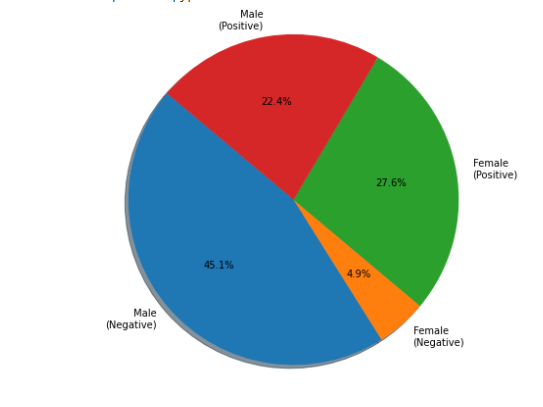 Male
(Positive)
22.4%
Female
(Positive)
27.6%
45.1%
4.9%
Male
(Negative)
Female
(Negative)